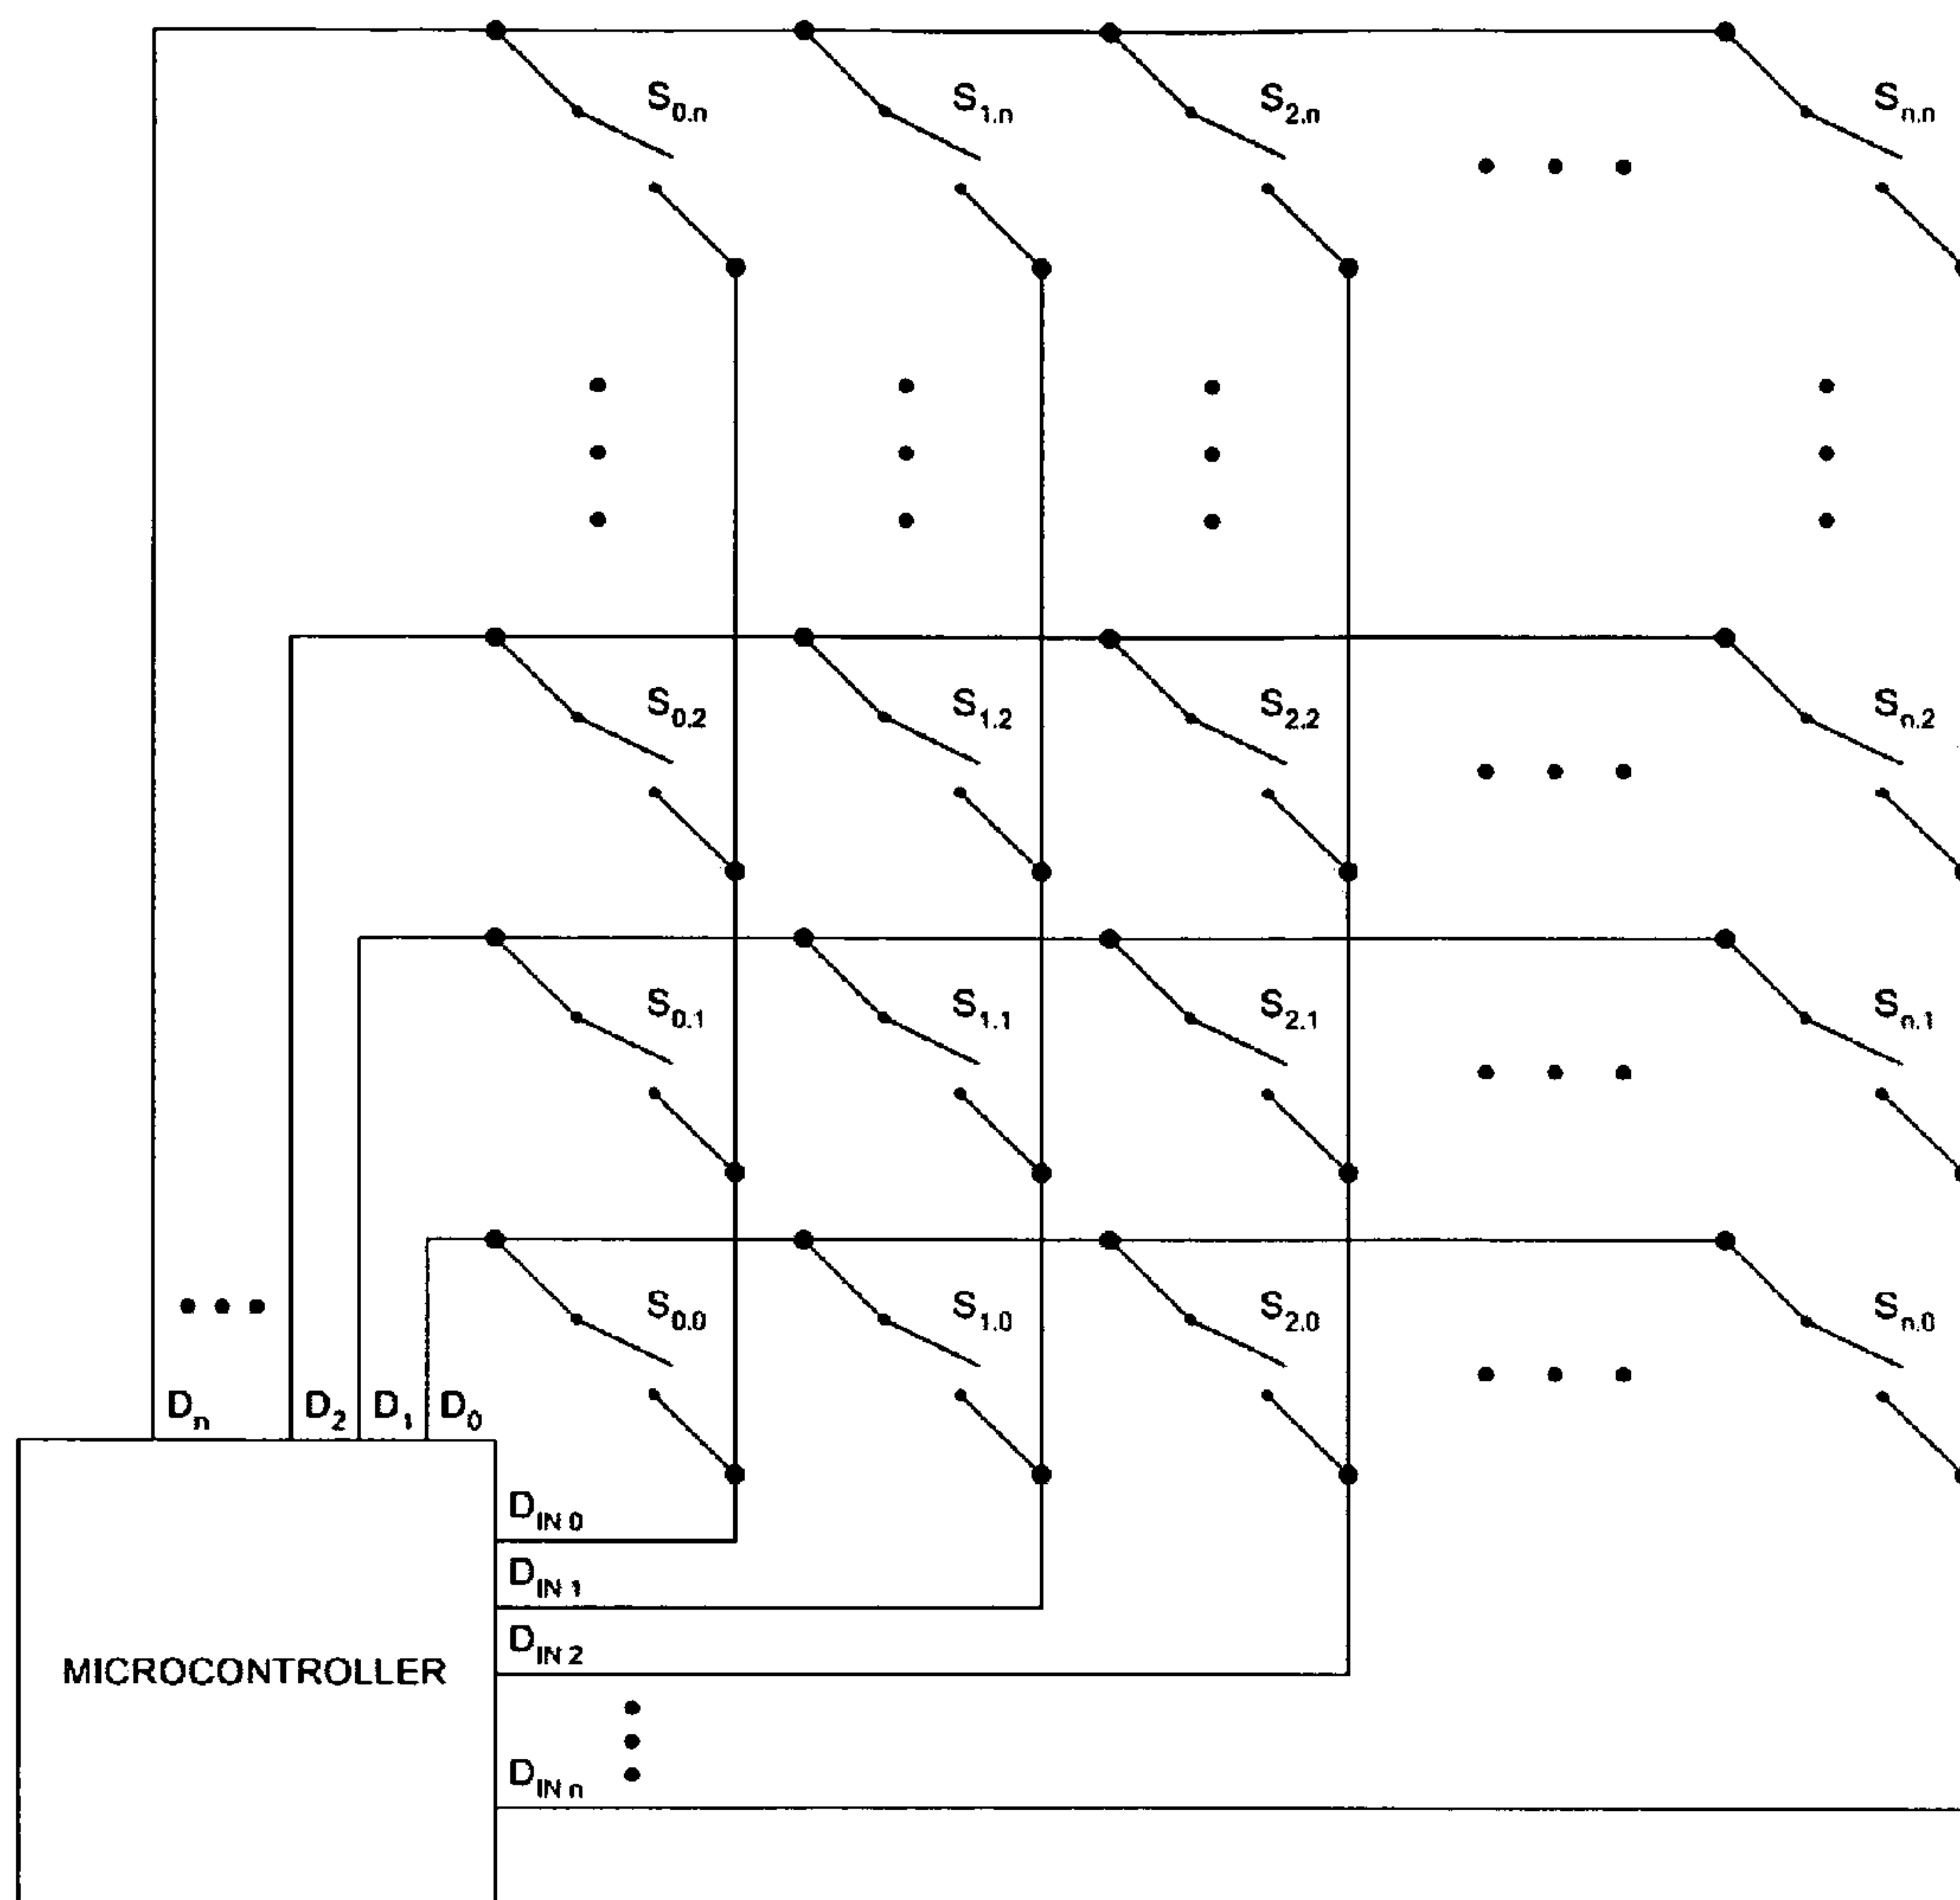 S0.n S1.n S2.n Sn.n
S0.2 S1.2 S2.2 Sn.2
S0.1 S1.1 S2.1 Sn.1
S0.0 S1.0 S2.0 Sn.0
Dn D2 D1 D0
DIN 0
DIN 1
DIN 2
MICROCONTROLLER
DIN n